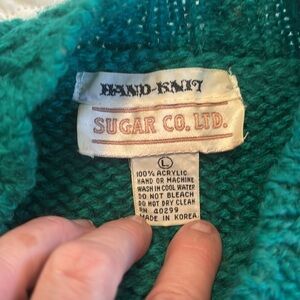 HAND-KNIT
SUGAR CO. LTD.
L
100% ACRYLIC
HAND OR MACHINE
WASH IN COOL WATER
DO NOT BLEACH
DO NOT DRY CLEAN
RN 40299
MADE IN KOREA